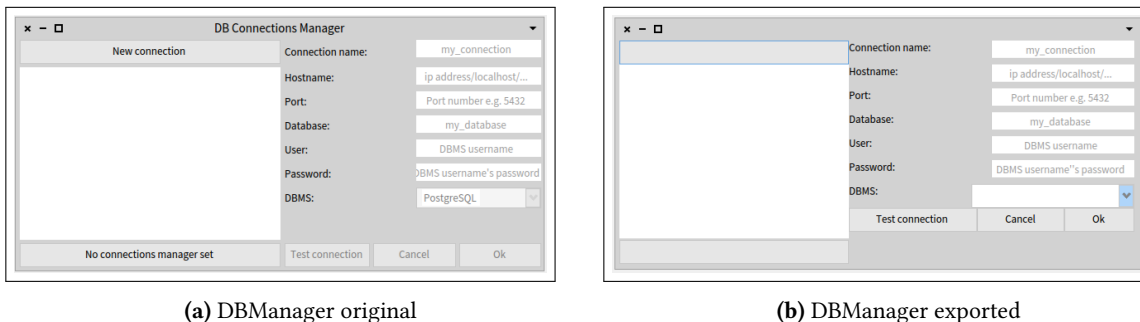 DB Connections Manager
New connection
Connection name:
my_connection
Hostname:
ip address/localhost/...
Port:
Port number e.g. 5432
Database:
my_database
User:
DBMS username
Password:
DBMS username's password
DBMS:
PostgreSQL
No connections manager set
Test connection
Cancel
Ok
(a) DBManager original
Connection name:
my_connection
Hostname:
ip address/localhost/...
Port:
Port number e.g. 5432
Database:
my_database
User:
DBMS username
Password:
DBMS username''s password
DBMS:
Test connection
Cancel
Ok
(b) DBManager exported